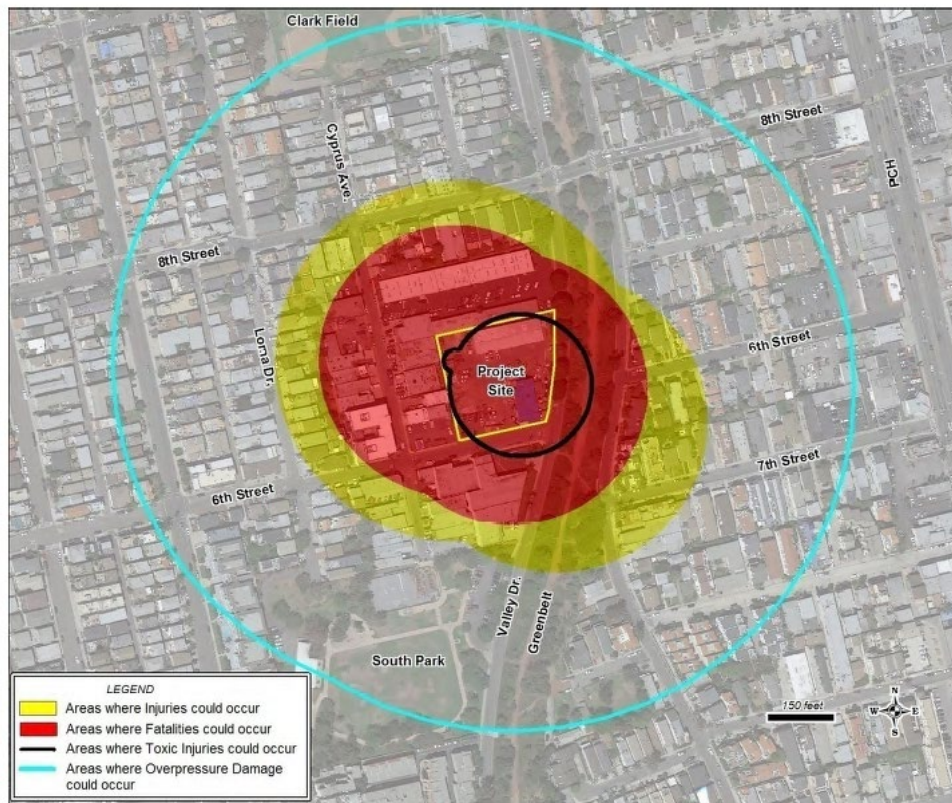 Clark Field
8th Street
Cyprus Ave.
PCH
8th Street
Loma Dr.
6th Street
Project
Site
7th Street
6th Street
Valley Dr.
Greenbelt
South Park
LEGEND
Areas where Injuries could occur
Areas where Fatalities could occur
Areas where Toxic Injuries could occur
Areas where Overpressure Damage
could occur
150 feet
N
W E
S